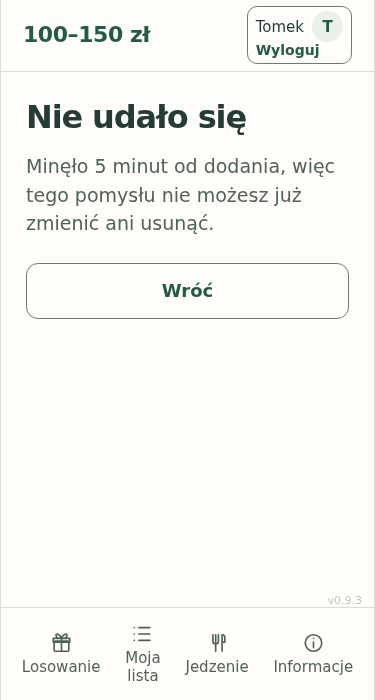 100–150 zł
Tomek T
Wyloguj
Nie udało się
Minęło 5 minut od dodania, więc
tego pomysłu nie możesz już
zmienić ani usunąć.
Wróć
v0.9.3
Losowanie
Moja
lista
Jedzenie
Informacje